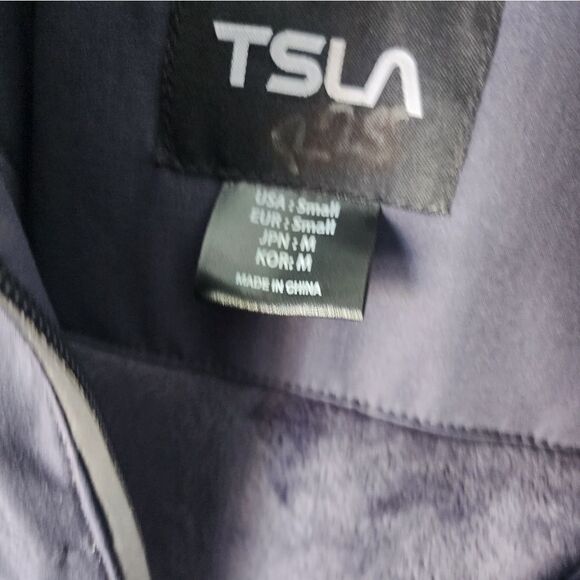 TSLA
USA : Small
EUR : Small
JPN : M
KOR: M
MADE IN CHINA